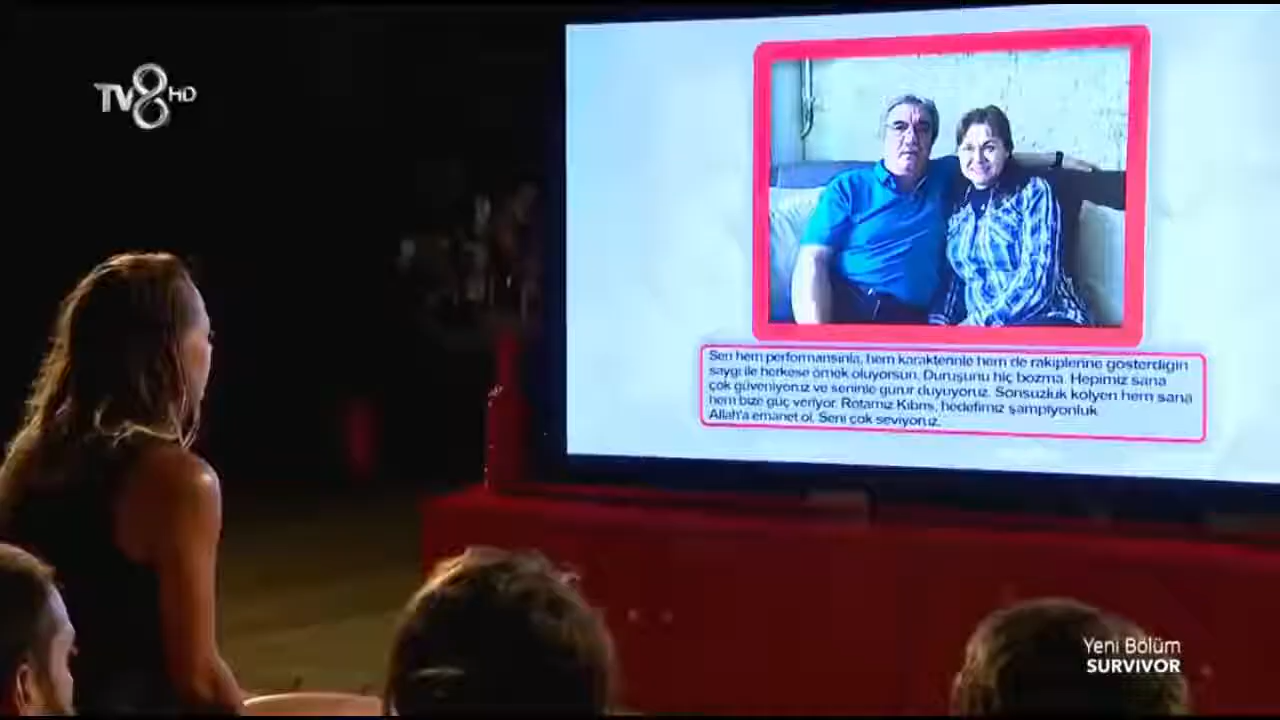 TV8 HD
Sen hem performansınla, hem karakterinle hem de rakiplerine gösterdiğin
saygı ile herkese örnek oluyorsun. Duruşunu hiç bozma. Hepimiz sana
çok güveniyoruz ve seninle gurur duyuyoruz. Sonsuzluk kolyen hem sana
hem bize güç veriyor. Rotamız Kıbrıs, hedefimiz şampiyonluk
Allah'a emanet ol. Seni çok seviyoruz.
Yeni Bölüm
SURVIVOR